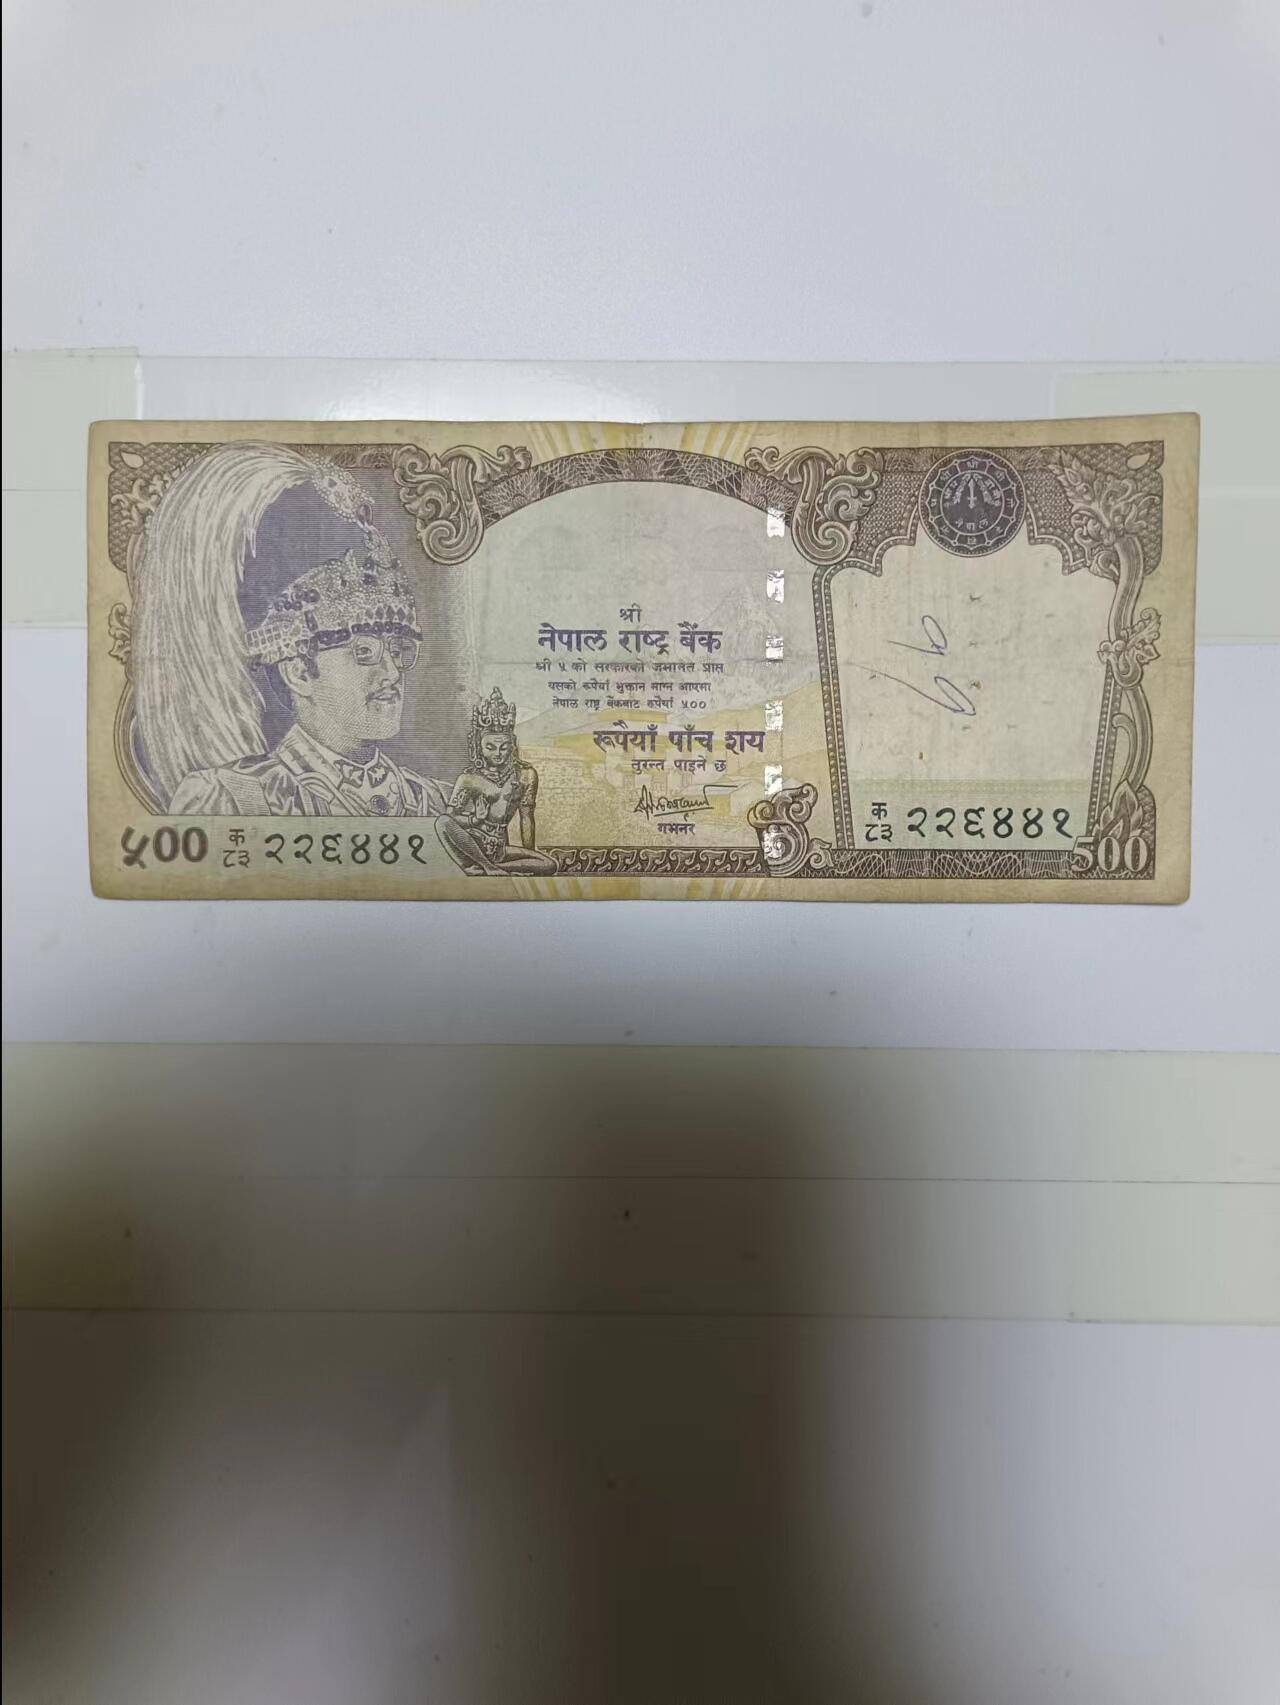 श्री
नेपाल राष्ट्र बैंक
श्री ५ को सरकारको जमानत प्राप्त
यसको रूपैयाँ भुक्तान माग्न आएमा
नेपाल राष्ट्र बैंकबाट रुपैयाँ ५००
रूपैयाँ पाँच शय
तुरन्त पाइने छ
गभर्नर
५००
क
८३ २२६४४१
क
८३ २२६४४१
500